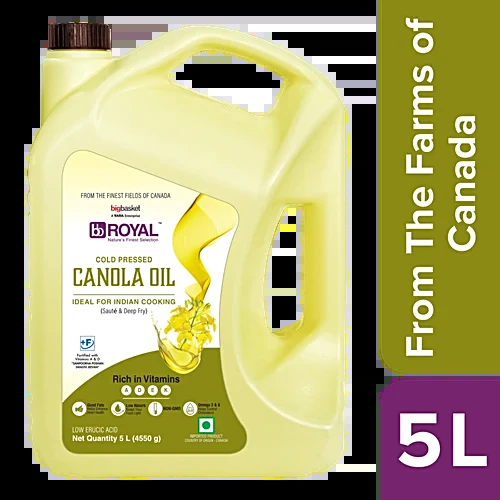 FROM THE FINEST FIELDS OF CANADA
bigbasket
A TATA Enterprise
bb ROYAL™
Nature's Finest Selection
COLD PRESSED
CANOLA OIL
IDEAL FOR INDIAN COOKING
(Sauté & Deep Fry)
+F
Fortified with
Vitamins A & D
Rich in Vitamins
A D E K
Good Fats
Low Absorb
NON-GMO
Omega 3 & 6
LOW ERUCIC ACID
Net Quantity 5 L (4550 g)
IMPORTED PRODUCT
COUNTRY OF ORIGIN - CANADA
From The Farms of
Canada
5L